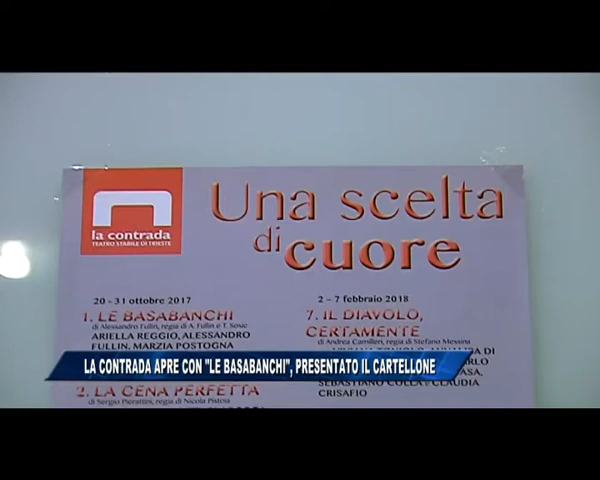 la contrada
TEATRO STABILE DI TRIESTE
Una scelta
di cuore
20 - 31 ottobre 2017
1. LE BASABANCHI
di Alessandro Fullin, regia di A. Fullin e T. Sosic
ARIELLA REGGIO, ALESSANDRO
FULLIN, MARZIA POSTOGNA
2. LA CENA PERFETTA
di Sergio Pierattini, regia di Nicola Pistoia
2 – 7 febbraio 2018
7. IL DIAVOLO,
CERTAMENTE
di Andrea Camilleri, regia di Stefano Messina
SEBASTIANO COLLA CLAUDIA
CRISAFIO
LA CONTRADA APRE CON "LE BASABANCHI", PRESENTATO IL CARTELLONE